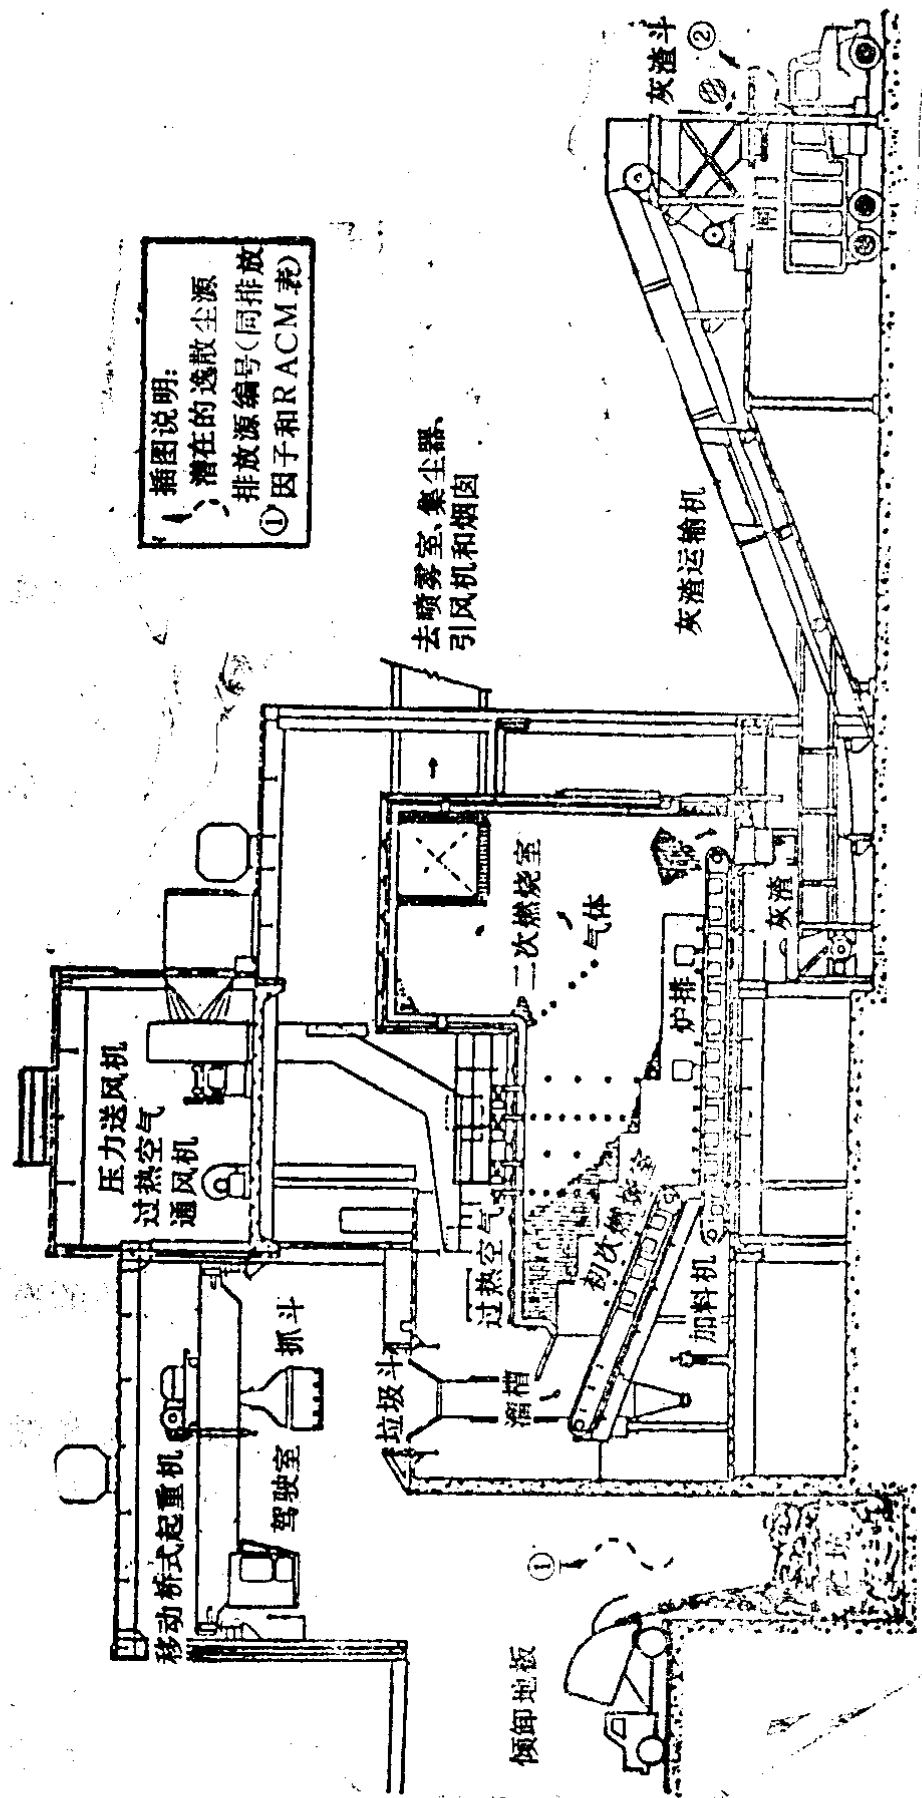 插图说明：
潜在的逸散尘源
排放源编号（同排放
① 因子和RACM表）
移动桥式起重机
驾驶室
抓斗
压力送风机
过热空气
通风机
去喷雾室、集尘器、
引风机和烟囱
垃圾斗
过热空气
溜槽
初次燃烧室
二次燃烧室
气体
炉排
加料机
灰渣
灰渣运输机
灰渣斗
②
①
倾卸地板